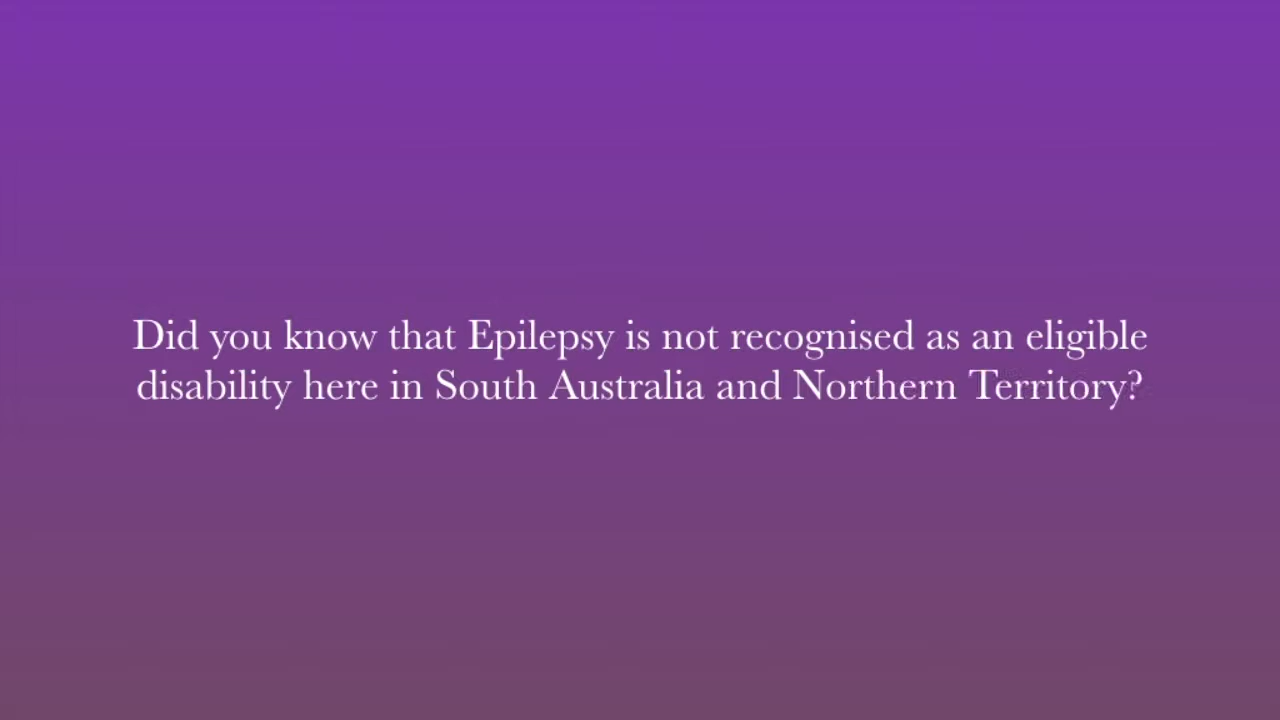 Did you know that Epilepsy is not recognised as an eligible
disability here in South Australia and Northern Territory?